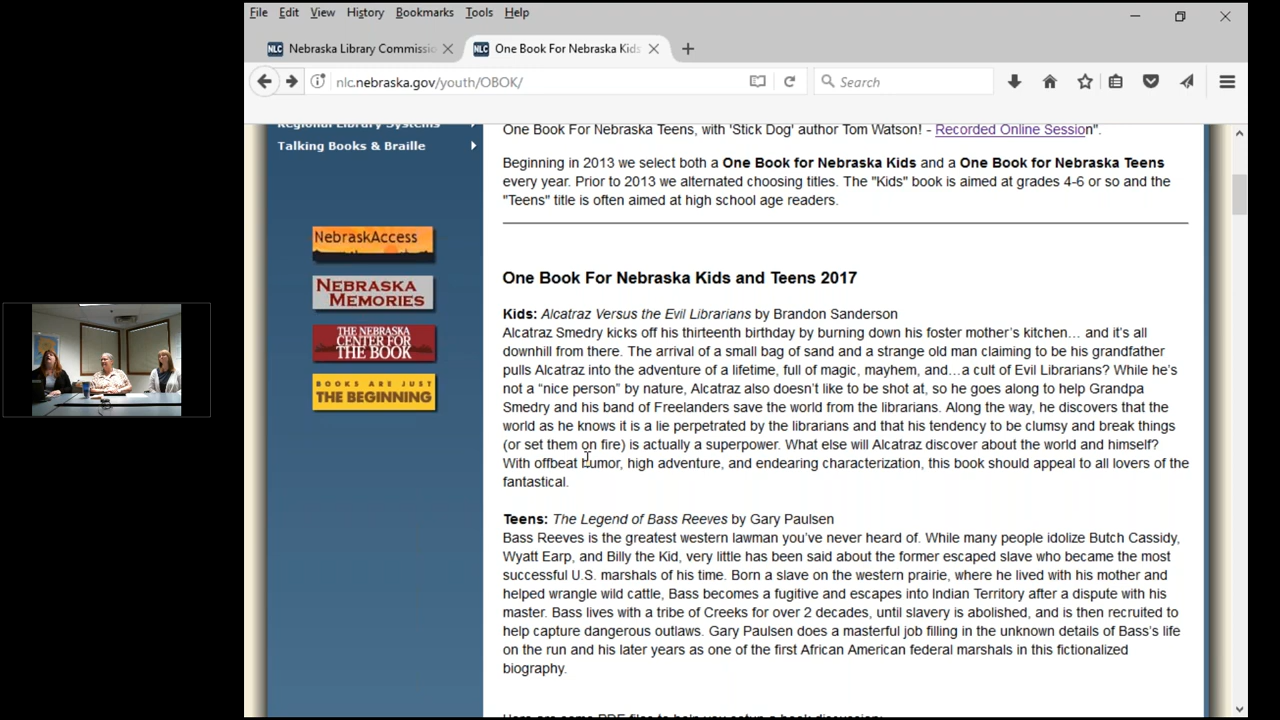 File Edit View History Bookmarks Tools Help
NLC Nebraska Library Commissio
NLC One Book For Nebraska Kids
nlc.nebraska.gov/youth/OBOK/
Search
Regional Library Systems
Talking Books & Braille
NebraskAccess
NEBRASKA
MEMORIES
THE NEBRASKA
CENTER FOR
THE BOOK
BOOKS ARE JUST
THE BEGINNING
One Book For Nebraska Teens, with 'Stick Dog' author Tom Watson! - Recorded Online Session".
Beginning in 2013 we select both a One Book for Nebraska Kids and a One Book for Nebraska Teens
every year. Prior to 2013 we alternated choosing titles. The "Kids" book is aimed at grades 4-6 or so and the
"Teens" title is often aimed at high school age readers.
One Book For Nebraska Kids and Teens 2017
Kids: Alcatraz Versus the Evil Librarians by Brandon Sanderson
Alcatraz Smedry kicks off his thirteenth birthday by burning down his foster mother's kitchen… and it's all
downhill from there. The arrival of a small bag of sand and a strange old man claiming to be his grandfather
pulls Alcatraz into the adventure of a lifetime, full of magic, mayhem, and…a cult of Evil Librarians? While he's
not a “nice person” by nature, Alcatraz also doesn't like to be shot at, so he goes along to help Grandpa
Smedry and his band of Freelanders save the world from the librarians. Along the way, he discovers that the
world as he knows it is a lie perpetrated by the librarians and that his tendency to be clumsy and break things
(or set them on fire) is actually a superpower. What else will Alcatraz discover about the world and himself?
With offbeat humor, high adventure, and endearing characterization, this book should appeal to all lovers of the
fantastical.
Teens: The Legend of Bass Reeves by Gary Paulsen
Bass Reeves is the greatest western lawman you've never heard of. While many people idolize Butch Cassidy,
Wyatt Earp, and Billy the Kid, very little has been said about the former escaped slave who became the most
successful U.S. marshals of his time. Born a slave on the western prairie, where he lived with his mother and
helped wrangle wild cattle, Bass becomes a fugitive and escapes into Indian Territory after a dispute with his
master. Bass lives with a tribe of Creeks for over 2 decades, until slavery is abolished, and is then recruited to
help capture dangerous outlaws. Gary Paulsen does a masterful job filling in the unknown details of Bass's life
on the run and his later years as one of the first African American federal marshals in this fictionalized
biography.
Here are some PDF files to help you setup a book discussion: